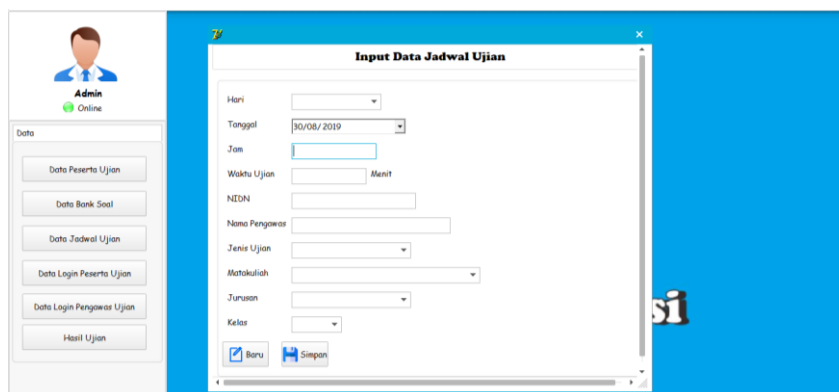 Admin
Online
Data
Data Peserta Ujian
Data Bank Soal
Data Jadwal Ujian
Data Login Peserta Ujian
Data Login Pengawas Ujian
Hasil Ujian
Input Data Jadwal Ujian
Hari
Tanggal 30/08/2019
Jam
Waktu Ujian Menit
NIDN
Nama Pengawas
Jenis Ujian
Matakuliah
Jurusan
Kelas
Baru Simpan
si